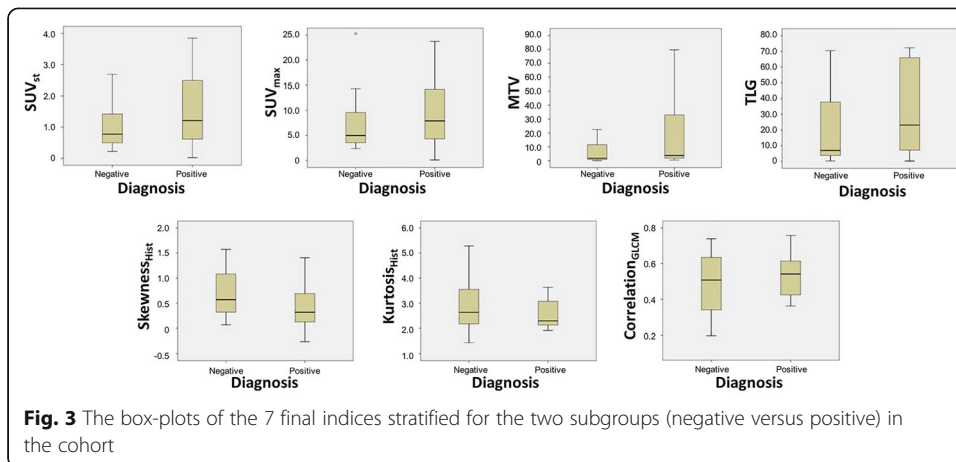 4.0
3.0
2.0
1.0
0
SUVst
Negative Positive
Diagnosis
25.0
20.0
15.0
10.0
5.0
0
SUVmax
Negative Positive
Diagnosis
90.0
80.0
70.0
60.0
50.0
40.0
30.0
20.0
10.0
0
MTV
Negative Positive
Diagnosis
80.0
70.0
60.0
50.0
40.0
30.0
20.0
10.0
0
TLG
Negative Positive
Diagnosis
2.0
1.5
1.0
0.5
0
-0.5
SkewnessHist
Negative Positive
Diagnosis
6.0
5.0
4.0
3.0
2.0
1.0
KurtosisHist
Negative Positive
Diagnosis
0.8
0.6
0.4
0.2
CorrelationGLCM
Negative Positive
Diagnosis
Fig. 3 The box-plots of the 7 final indices stratified for the two subgroups (negative versus positive) in
the cohort